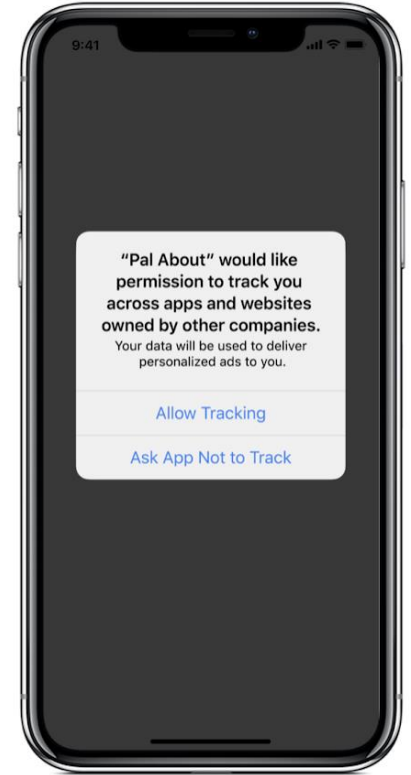 9:41
“Pal About” would like
permission to track you
across apps and websites
owned by other companies.
Your data will be used to deliver
personalized ads to you.
Allow Tracking
Ask App Not to Track